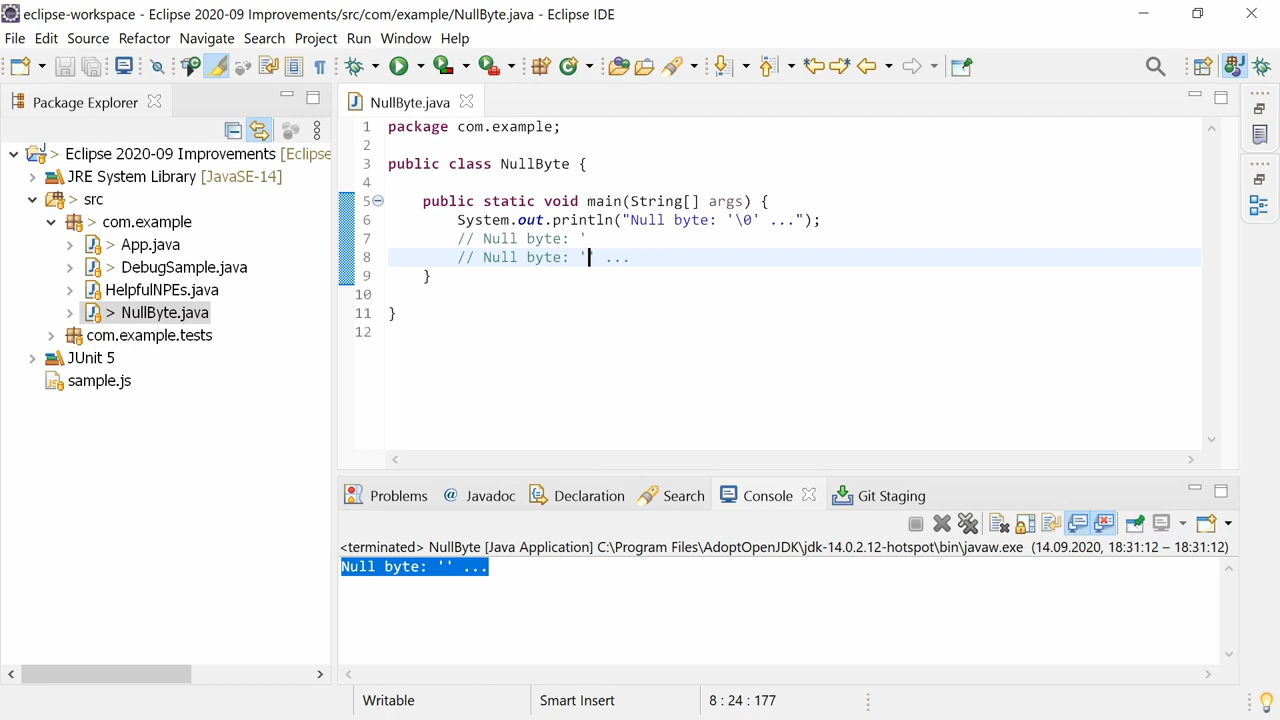 eclipse-workspace - Eclipse 2020-09 Improvements/src/com/example/NullByte.java - Eclipse IDE
File Edit Source Refactor Navigate Search Project Run Window Help
Package Explorer
Eclipse 2020-09 Improvements [Eclipse
JRE System Library [JavaSE-14]
> src
> com.example
> App.java
> DebugSample.java
HelpfulNPEs.java
> NullByte.java
com.example.tests
JUnit 5
sample.js
NullByte.java
1 package com.example;
2
3 public class NullByte {
4
5 public static void main(String[] args) {
6 System.out.println("Null byte: '\0' ...");
7 // Null byte: '
8 // Null byte: '' ...
9 }
10
11 }
12
Problems @ Javadoc Declaration Search Console Git Staging
<terminated> NullByte [Java Application] C:\Program Files\AdoptOpenJDK\jdk-14.0.2.12-hotspot\bin\javaw.exe (14.09.2020, 18:31:12 – 18:31:12)
Null byte: '' ...
Writable Smart Insert 8 : 24 : 177